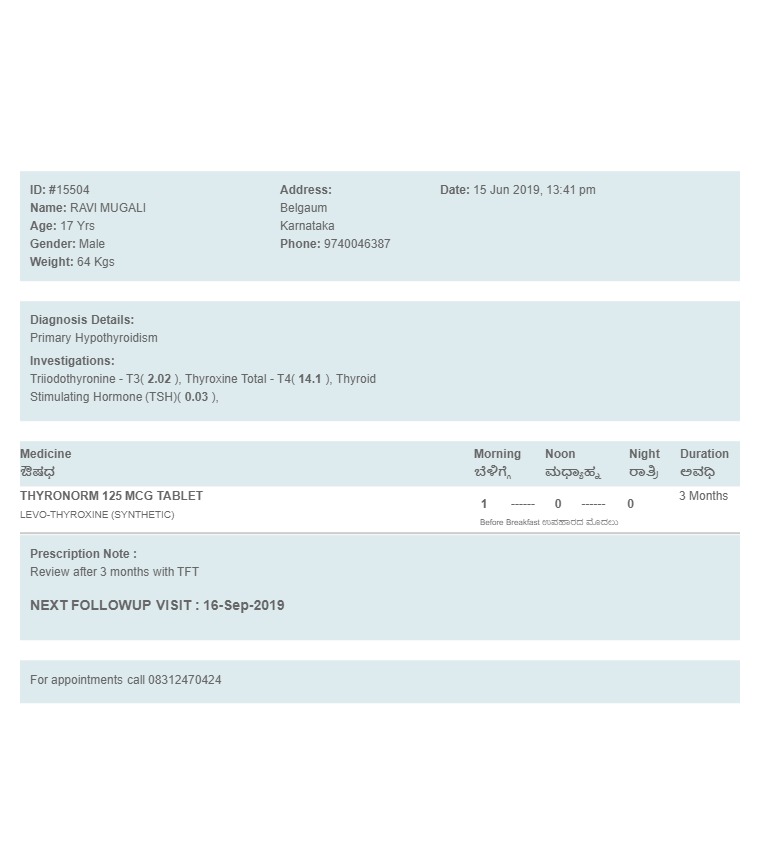 ID: #15504
Name: RAVI MUGALI
Age: 17 Yrs
Gender: Male
Weight: 64 Kgs
Address:
Belgaum
Karnataka
Phone: 9740046387
Date: 15 Jun 2019, 13:41 pm
Diagnosis Details:
Primary Hypothyroidism
Investigations:
Triiodothyronine - T3( 2.02 ), Thyroxine Total - T4( 14.1 ), Thyroid
Stimulating Hormone (TSH)( 0.03 ),
Medicine Morning Noon Night Duration
ಔಷಧ ಬೆಳಿಗ್ಗೆ ಮಧ್ಯಾಹ್ನ ರಾತ್ರಿ ಅವಧಿ
THYRONORM 125 MCG TABLET 3 Months
1 ------ 0 ------ 0
LEVO-THYROXINE (SYNTHETIC)
Before Breakfast ಉಪಹಾರದ ಮೊದಲು
Prescription Note :
Review after 3 months with TFT
NEXT FOLLOWUP VISIT : 16-Sep-2019
For appointments call 08312470424